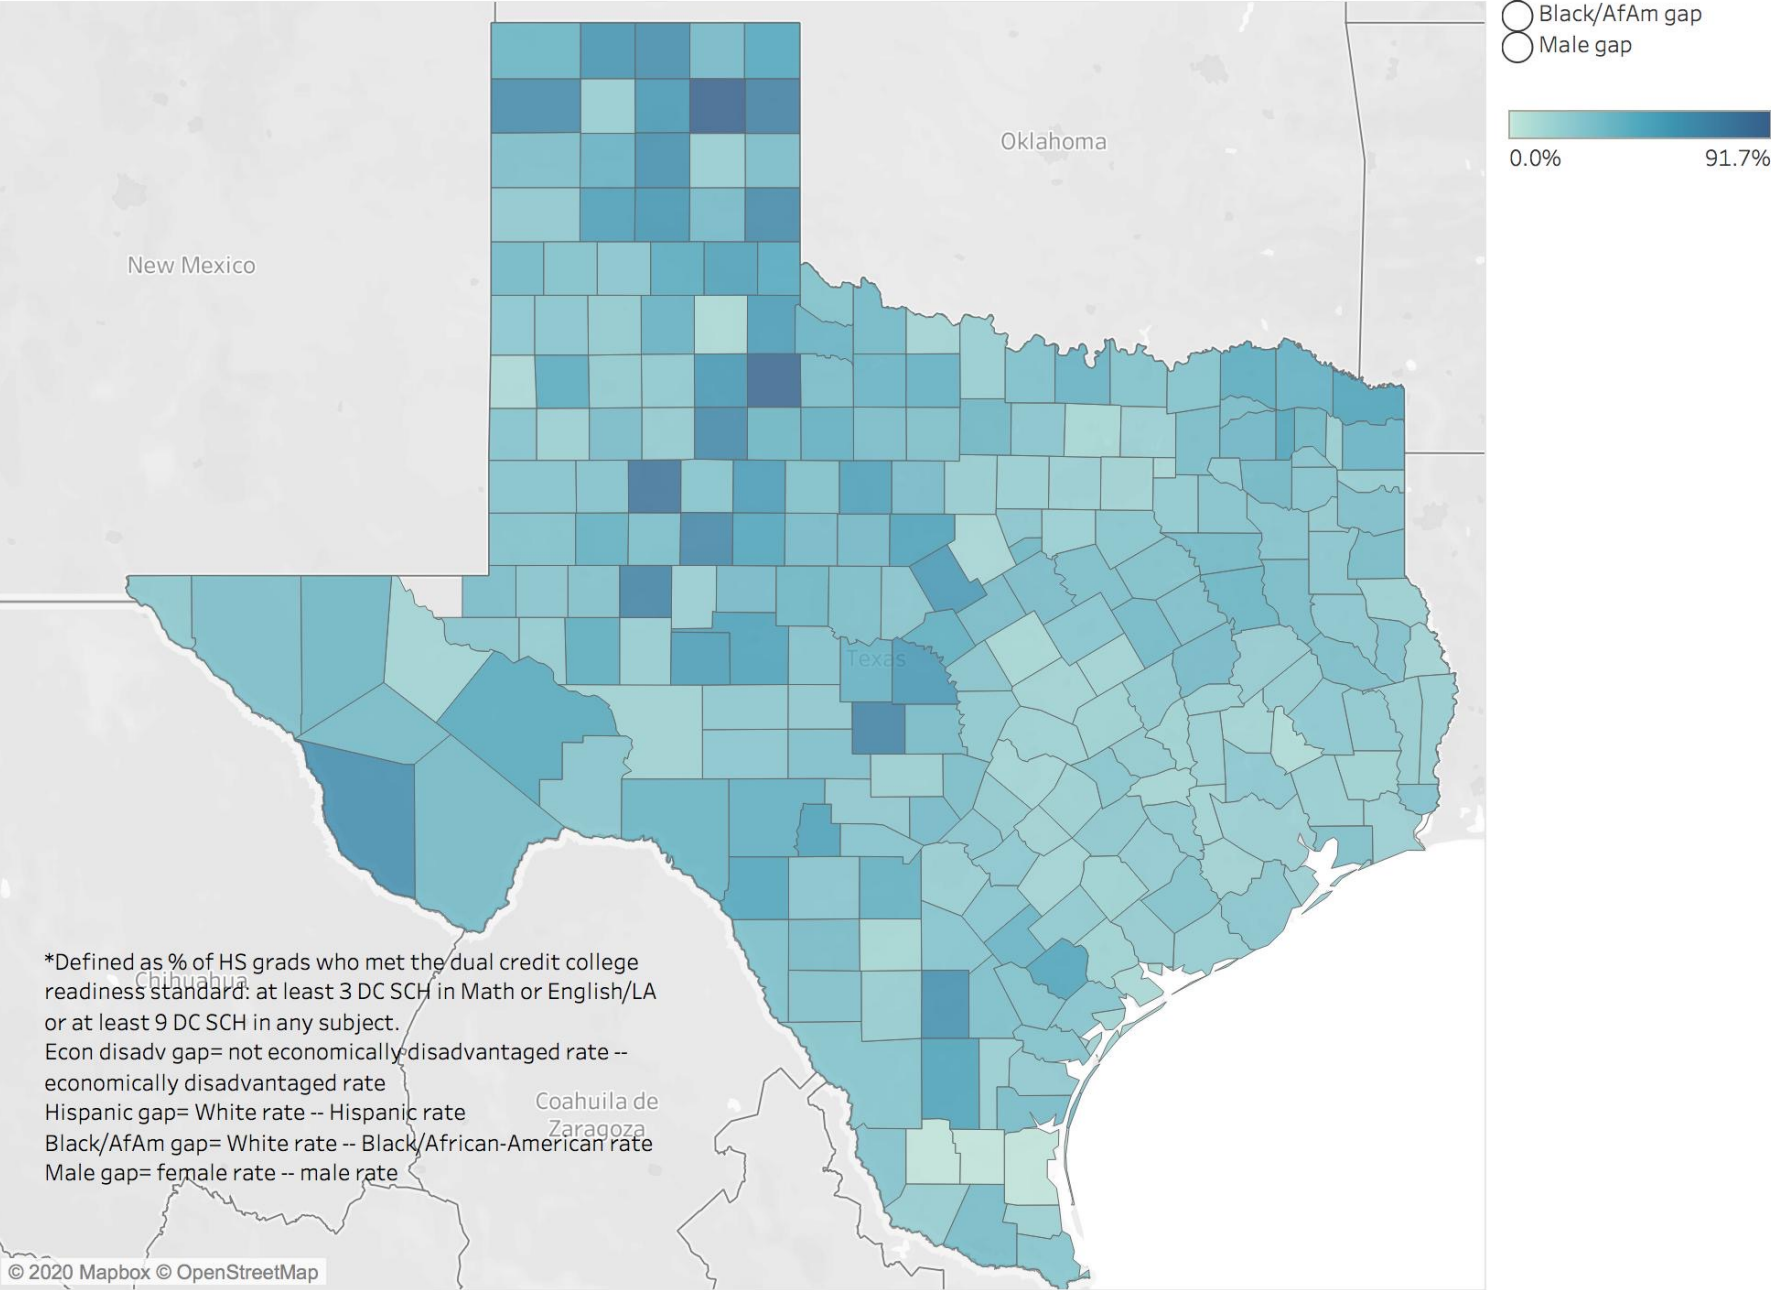 Black/AfAm gap
Male gap
0.0% 91.7%
Oklahoma
New Mexico
Texas
*Defined as % of HS grads who met the dual credit college
Chihuahua
readiness standard: at least 3 DC SCH in Math or English/LA
or at least 9 DC SCH in any subject.
Econ disadv gap= not economically disadvantaged rate --
economically disadvantaged rate
Hispanic gap= White rate -- Hispanic rate
Black/AfAm gap= White rate -- Black/African-American rate
Male gap= female rate -- male rate
Coahuila de
Zaragoza
© 2020 Mapbox © OpenStreetMap